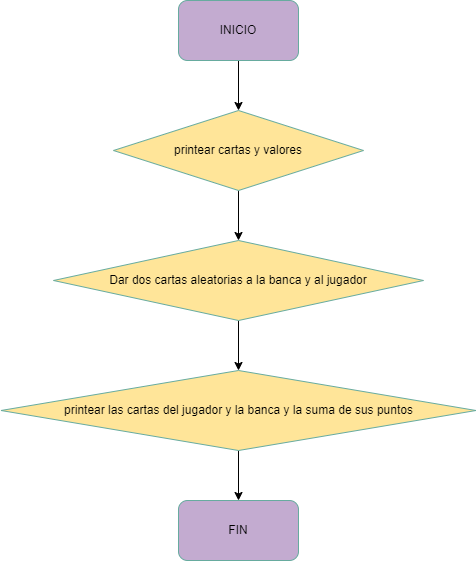 INICIO
printear cartas y valores
Dar dos cartas aleatorias a la banca y al jugador
printear las cartas del jugador y la banca y la suma de sus puntos
FIN